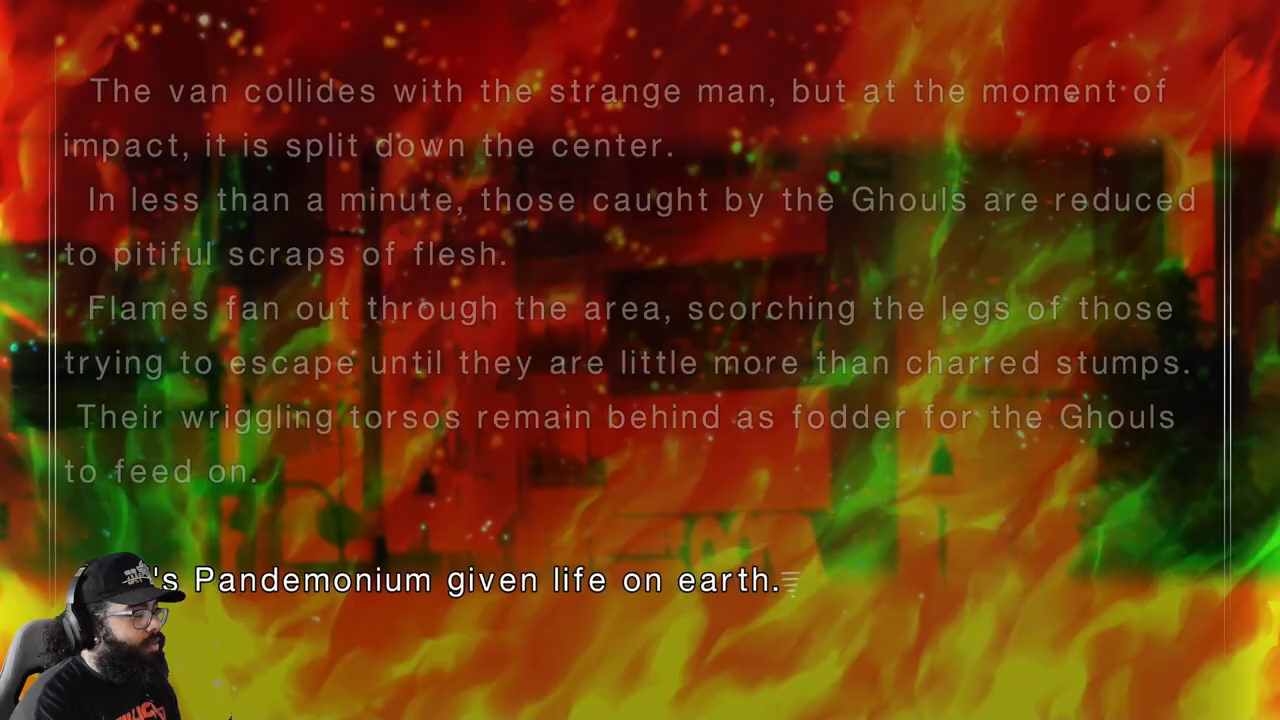 The van collides with the strange man, but at the moment of
impact, it is split down the center.
In less than a minute, those caught by the Ghouls are reduced
to pitiful scraps of flesh.
Flames fan out through the area, scorching the legs of those
trying to escape until they are little more than charred stumps.
Their wriggling torsos remain behind as fodder for the Ghouls
to feed on.
's Pandemonium given life on earth.